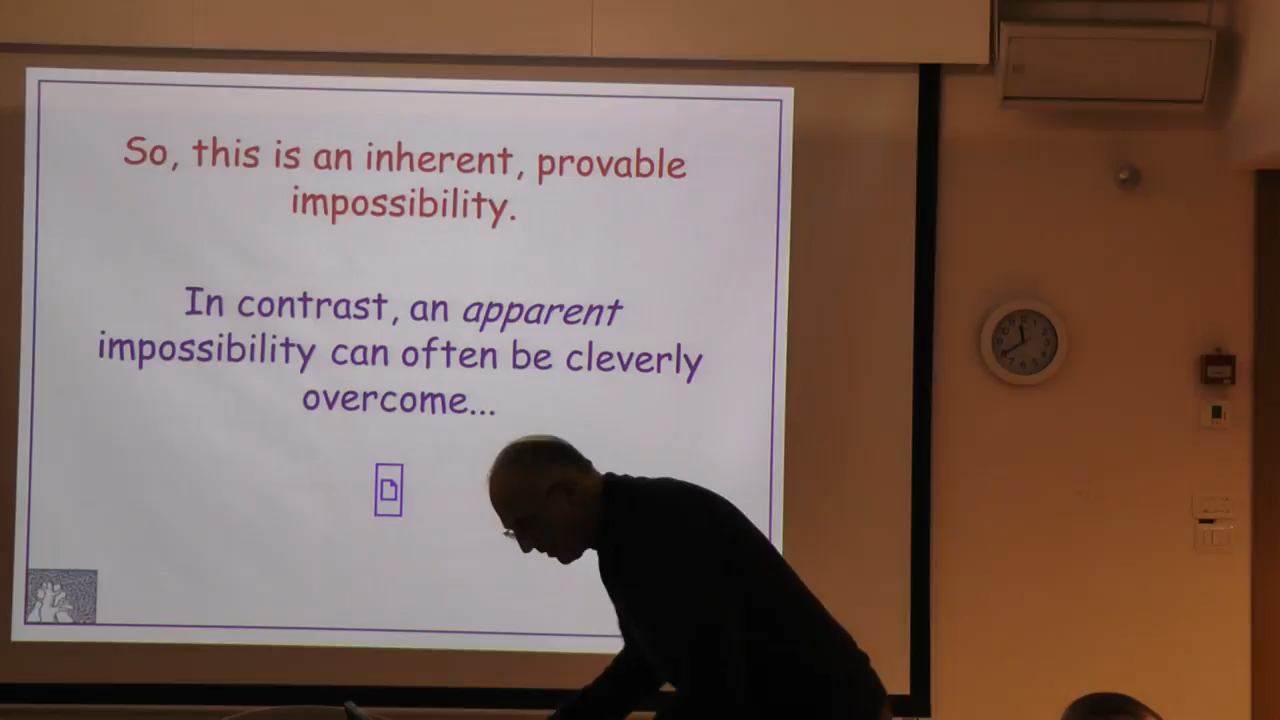 So, this is an inherent, provable
impossibility.
In contrast, an apparent
impossibility can often be cleverly
overcome...